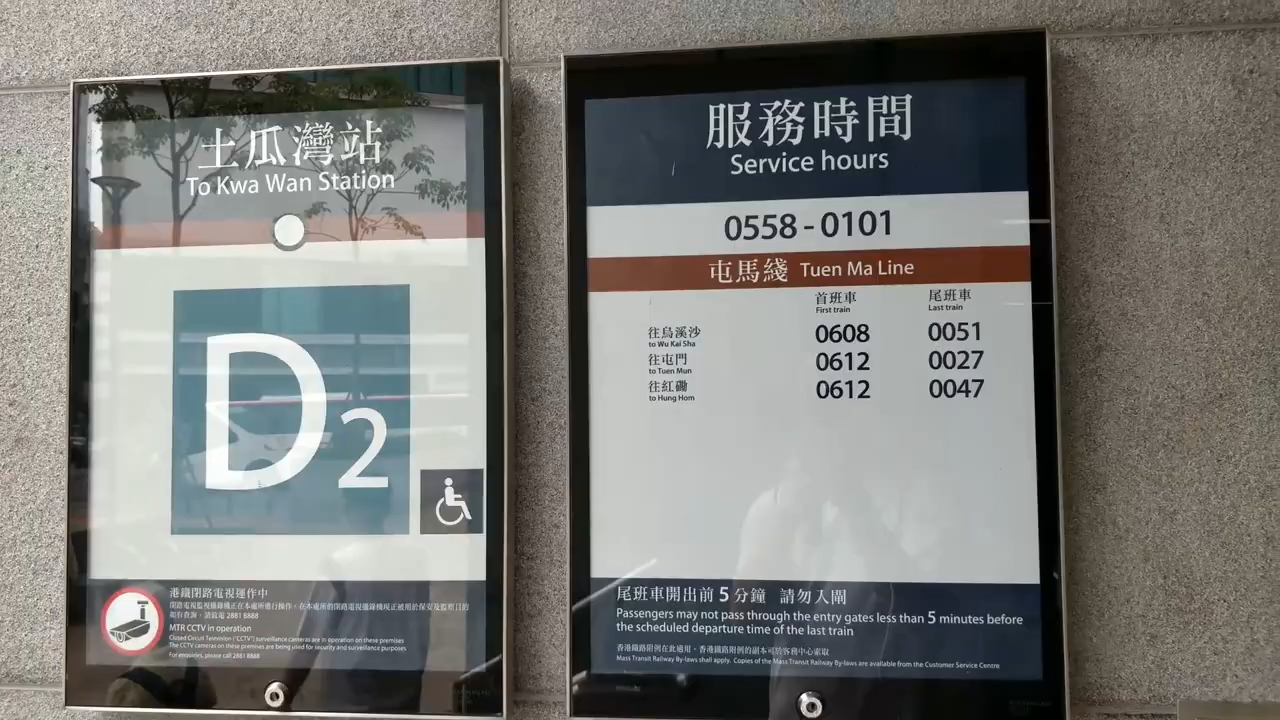 土瓜灣站
To Kwa Wan Station
D2
港鐵閉路電視運作中
閉路電視監視攝錄機正在本處所進行操作。在本處所的閉路電視攝錄機現正被用於保安及監察目的
如有查詢，請致電 2881 8888
MTR CCTV in operation
Closed Circuit Television ("CCTV") surveillance cameras are in operation on these premises
The CCTV cameras on these premises are being used for security and surveillance purposes
For enquiries, please call 2881 8888
服務時間
Service hours
0558 - 0101
屯馬綫 Tuen Ma Line
首班車 尾班車
First train Last train
往烏溪沙 0608 0051
to Wu Kai Sha
往屯門 0612 0027
to Tuen Mun
往紅磡 0612 0047
to Hung Hom
尾班車開出前 5 分鐘 請勿入閘
Passengers may not pass through the entry gates less than 5 minutes before
the scheduled departure time of the last train
香港鐵路附例在此適用。香港鐵路附例的副本可於客務中心索取
Mass Transit Railway By-laws shall apply. Copies of the Mass Transit Railway By-laws are available from the Customer Service Centre